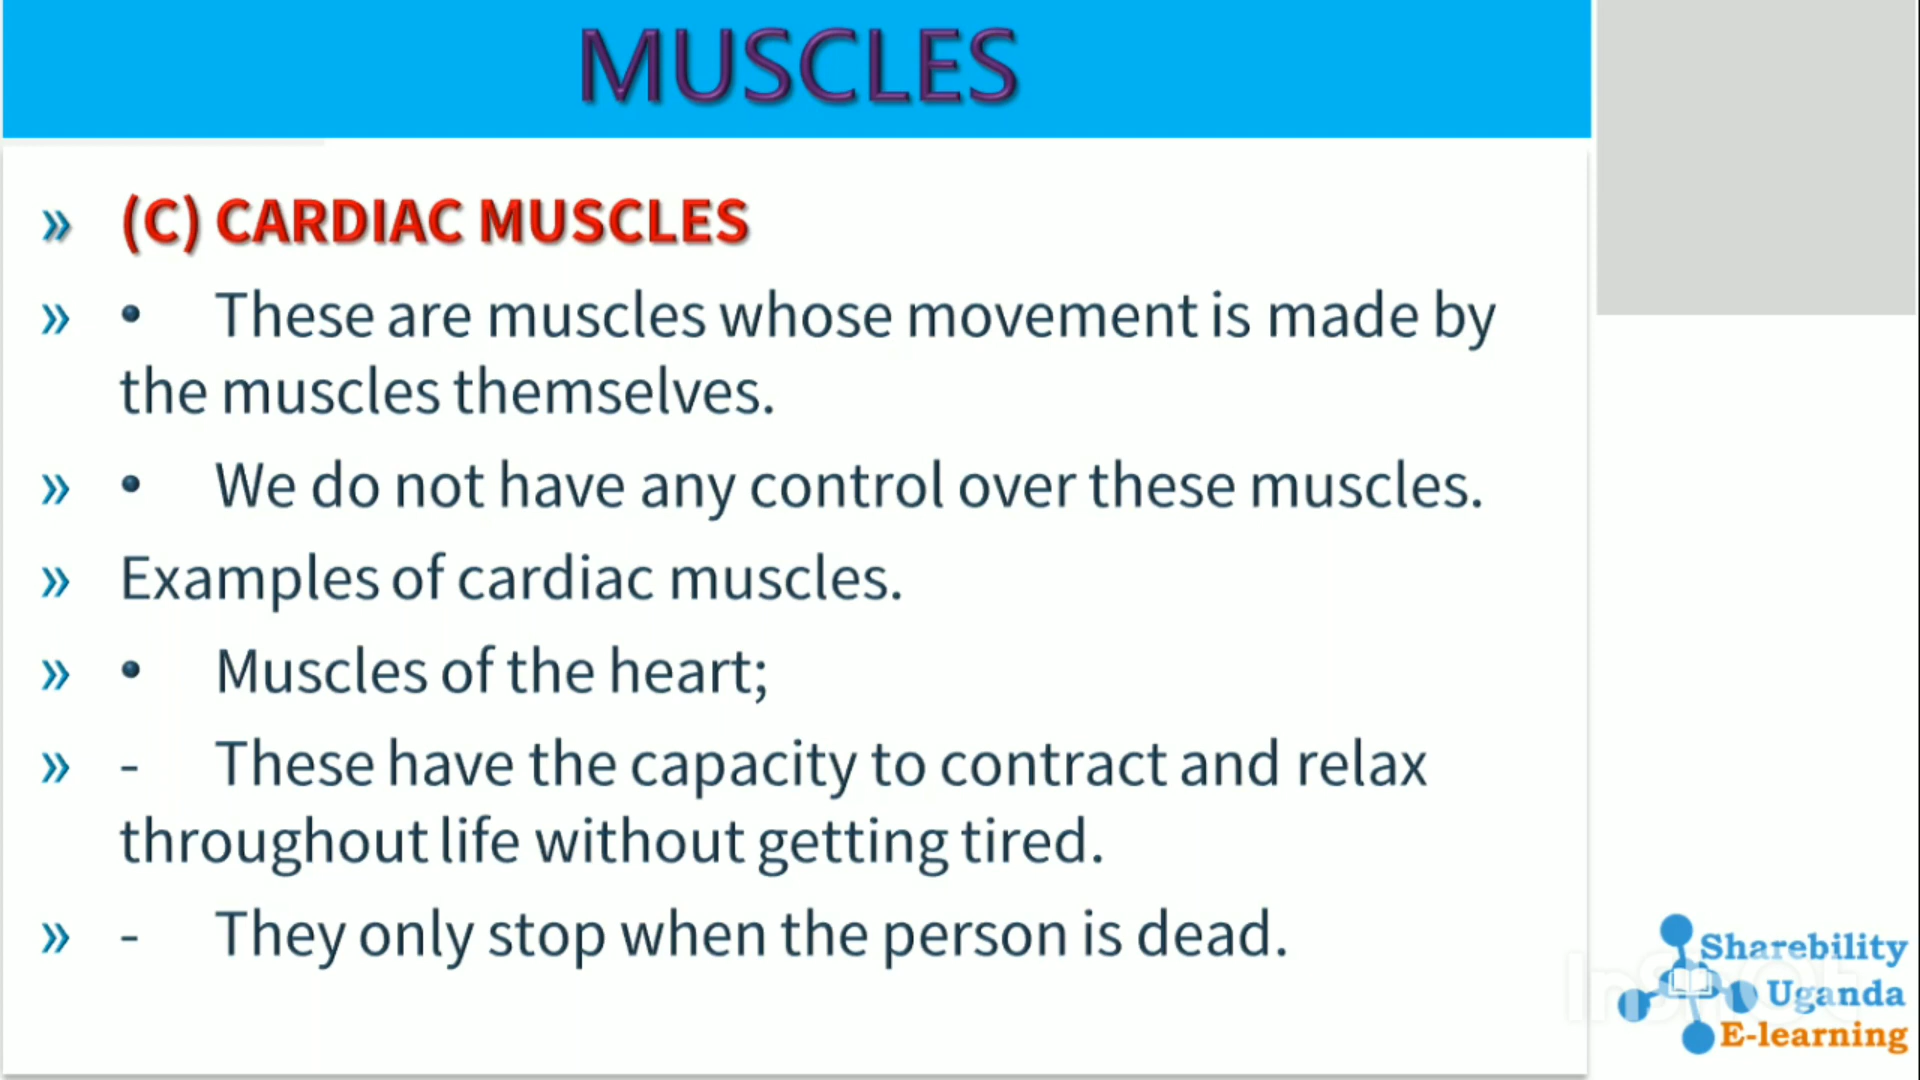 MUSCLES
» (C) CARDIAC MUSCLES
» • These are muscles whose movement is made by
the muscles themselves.
» • We do not have any control over these muscles.
» Examples of cardiac muscles.
» • Muscles of the heart;
» - These have the capacity to contract and relax
throughout life without getting tired.
» - They only stop when the person is dead.
Sharebility
Uganda
E-learning
InShot